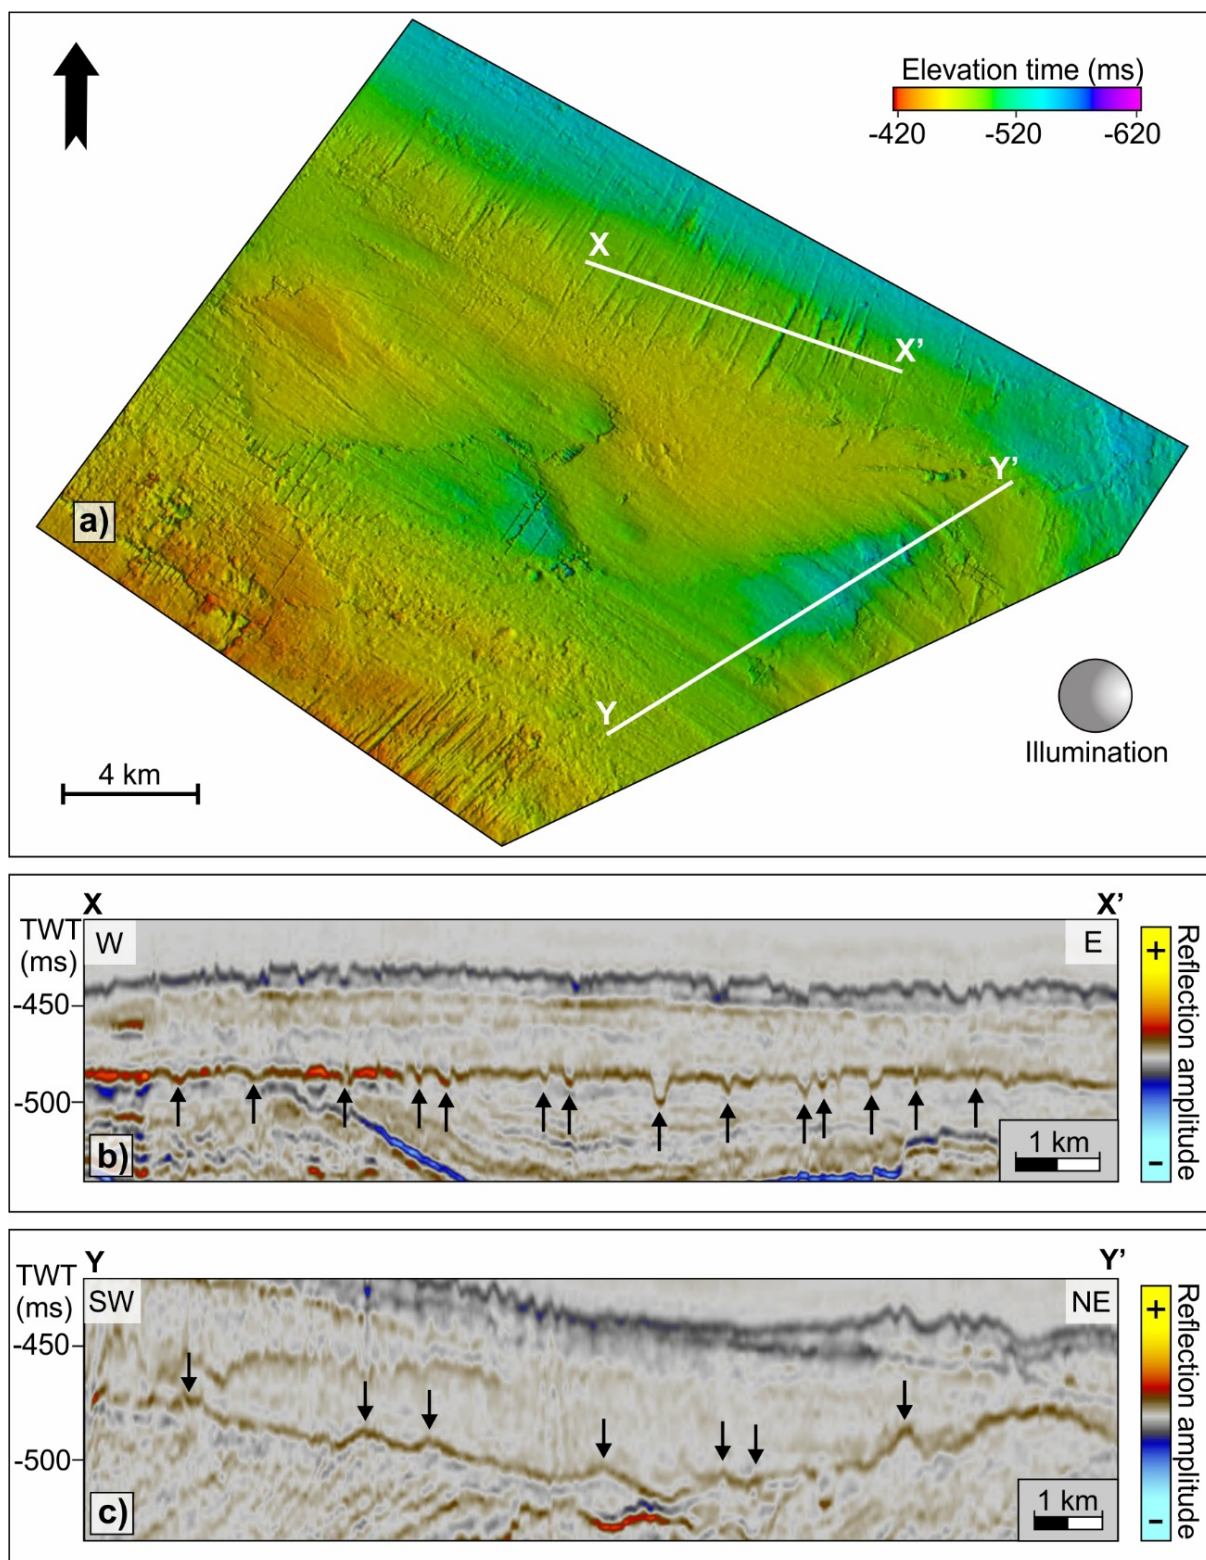 Elevation time (ms)
-420 -520 -620
X
X’
Y’
a)
Y
Illumination
4 km
X X’
TWT
(ms)
W E
-450
-500
b)
1 km
+
Reflection amplitude
-
Y Y’
TWT
(ms)
SW NE
-450
-500
c)
1 km
+
Reflection amplitude
-